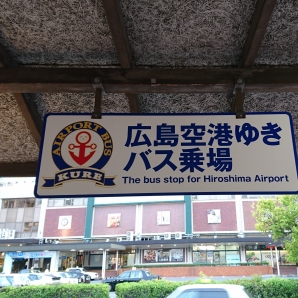 AIRPORT BUS
KURE
広島空港ゆき
バス乗場
The bus stop for Hiroshima Airport